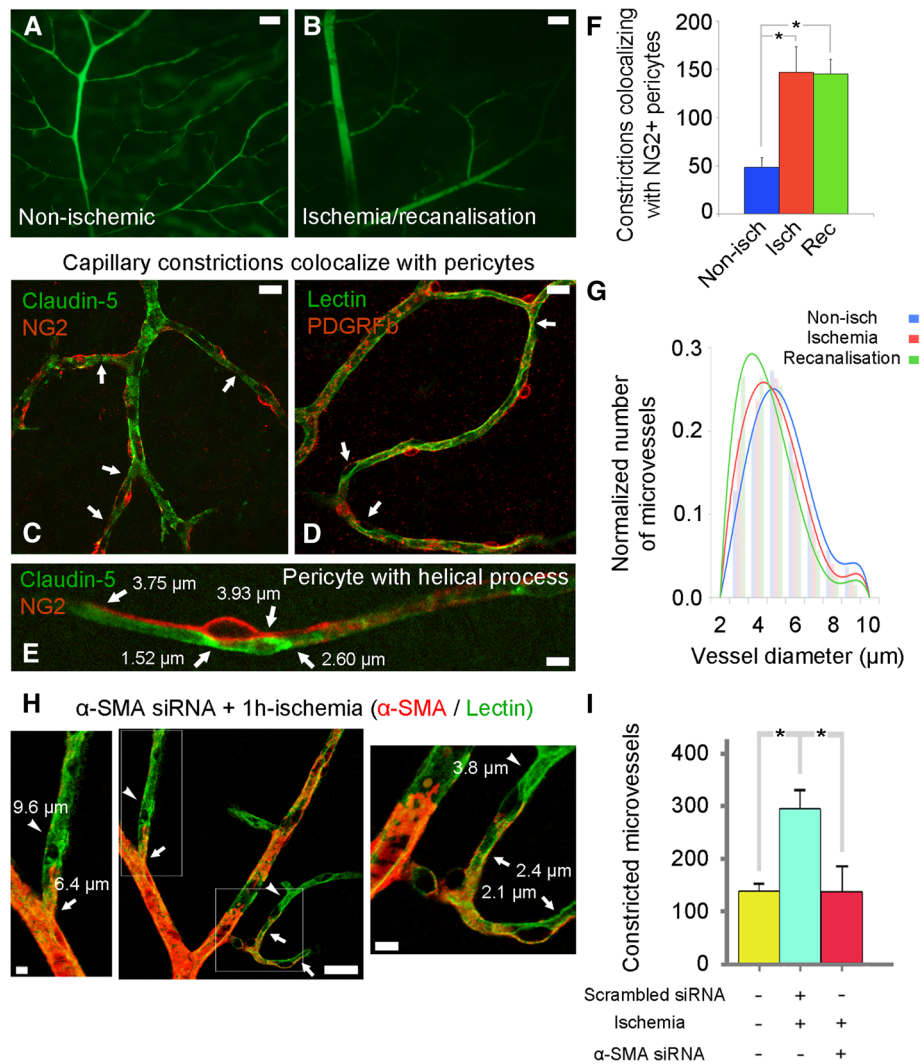 A
Non-ischemic
B
Ischemia/recanalisation
Capillary constrictions colocalize with pericytes
Claudin-5
NG2
C
Lectin
PDGRFb
D
Claudin-5
NG2
Pericyte with helical process
3.75 µm
3.93 µm
1.52 µm
2.60 µm
E
F
Constrictions colocalizing
with NG2+ pericytes
200
150
100
50
0
* *
Non-isch
Isch
Rec
G
Non-isch
Ischemia
Recanalisation
Normalized number
of microvessels
0.3
0.2
0.1
0.0
2 4 6 8 10
Vessel diameter (µm)
H
α-SMA siRNA + 1h-ischemia (α-SMA / Lectin)
9.6 µm
6.4 µm
3.8 µm
2.4 µm
2.1 µm
I
Constricted microvessels
400
300
200
100
0
* *
Scrambled siRNA - + -
Ischemia - + +
α-SMA siRNA - - +